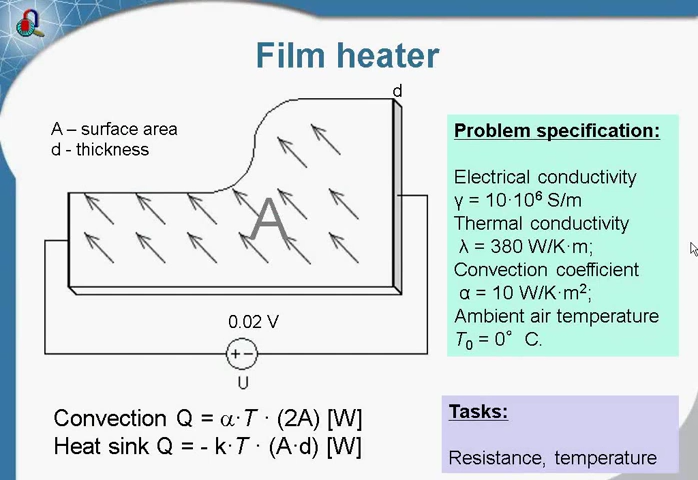 Film heater
d
A – surface area
d - thickness
A
0.02 V
+ -
U
Convection Q = α·T · (2A) [W]
Heat sink Q = - k·T · (A·d) [W]
Problem specification:
Electrical conductivity
γ = 10·10⁶ S/m
Thermal conductivity
λ = 380 W/K·m;
Convection coefficient
α = 10 W/K·m²;
Ambient air temperature
T₀ = 0° C.
Tasks:
Resistance, temperature